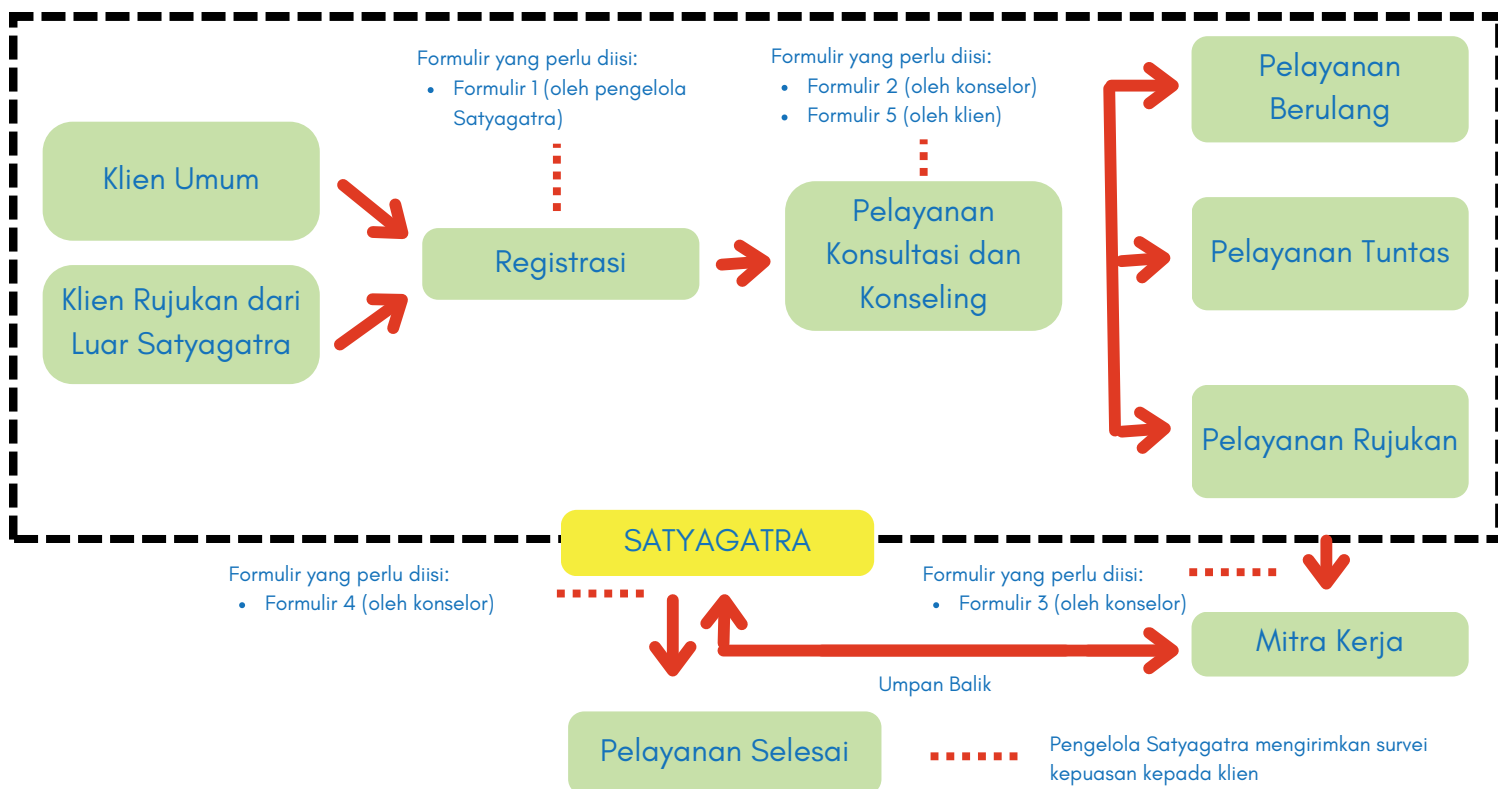 Formulir yang perlu diisi:
• Formulir 1 (oleh pengelola
Satyagatra)
Formulir yang perlu diisi:
• Formulir 2 (oleh konselor)
• Formulir 5 (oleh klien)
Pelayanan
Berulang
Klien Umum
Klien Rujukan dari
Luar Satyagatra
Registrasi
Pelayanan
Konsultasi dan
Konseling
Pelayanan Tuntas
Pelayanan Rujukan
SATYAGATRA
Formulir yang perlu diisi:
• Formulir 4 (oleh konselor)
Formulir yang perlu diisi:
• Formulir 3 (oleh konselor)
Mitra Kerja
Umpan Balik
Pelayanan Selesai
Pengelola Satyagatra mengirimkan survei
kepuasan kepada klien